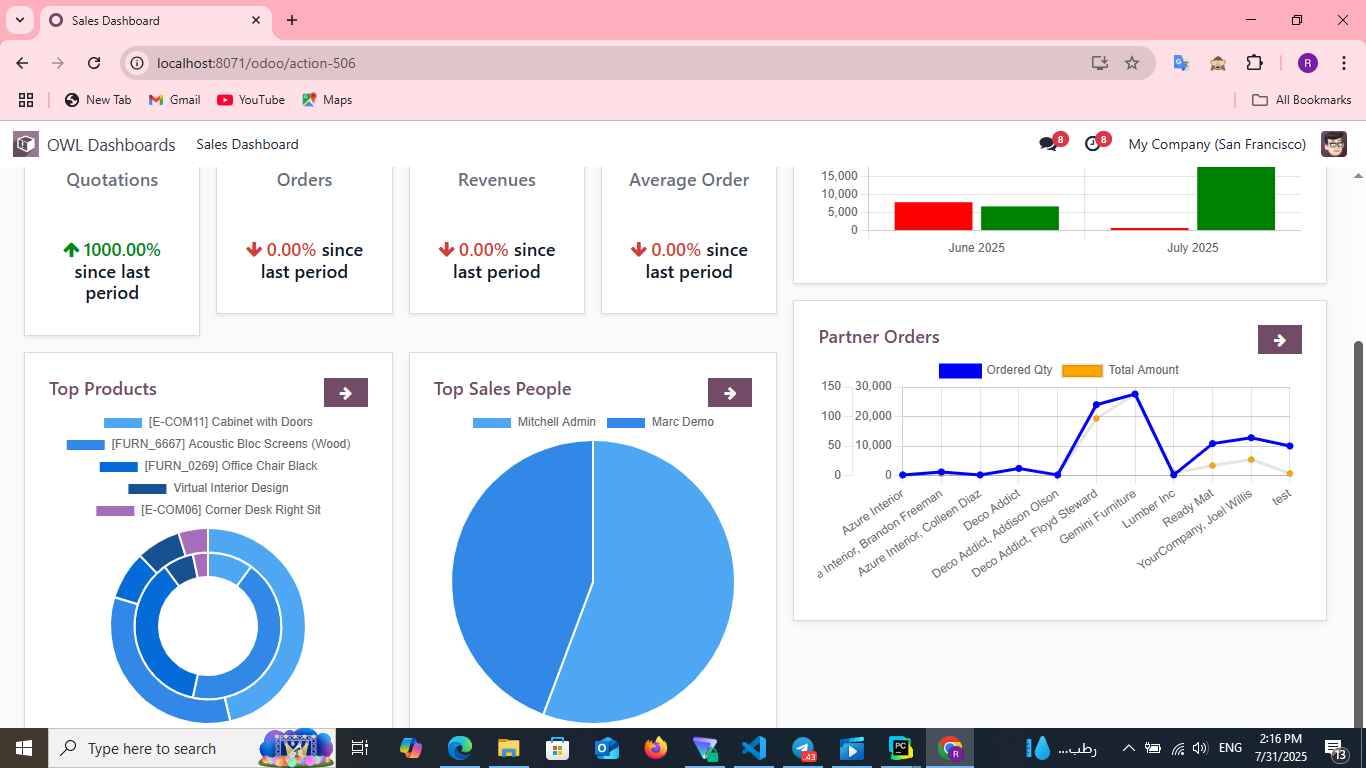 Sales Dashboard
localhost:8071/odoo/action-506
R
New Tab
Gmail
YouTube
Maps
All Bookmarks
OWL Dashboards
Sales Dashboard
8
8
My Company (San Francisco)
Quotations
1000.00%
since last
period
Orders
0.00% since
last period
Revenues
0.00% since
last period
Average Order
0.00% since
last period
15,000
10,000
5,000
0
June 2025
July 2025
Top Products
[E-COM11] Cabinet with Doors
[FURN_6667] Acoustic Bloc Screens (Wood)
[FURN_0269] Office Chair Black
Virtual Interior Design
[E-COM06] Corner Desk Right Sit
Top Sales People
Mitchell Admin
Marc Demo
Partner Orders
Ordered Qty
Total Amount
150
30,000
100
20,000
50
10,000
0
0
Azure Interior
e Interior, Brandon Freeman
Azure Interior, Colleen Diaz
Deco Addict
Deco Addict, Addison Olson
Deco Addict, Floyd Steward
Gemini Furniture
Lumber Inc
Ready Mat
YourCompany, Joel Willis
test
Type here to search
.43
PC
R
رطب...
ENG
2:16 PM
7/31/2025
13